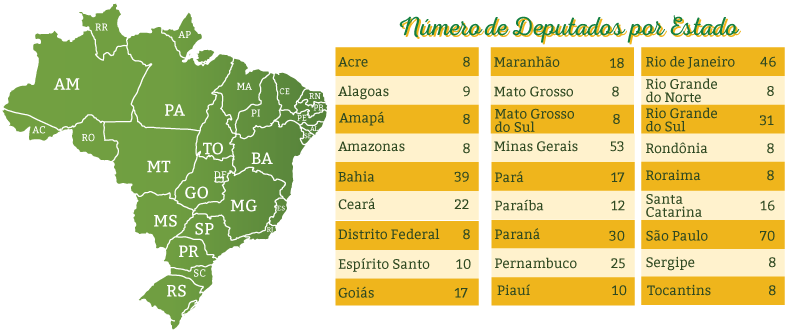 Número de Deputados por Estado
RR
AP
AM
PA
MA
CE
RN
PB
PE
AL
SE
PI
AC
RO
TO
BA
MT
DF
GO
MG
ES
MS
SP
RJ
PR
SC
RS
Acre 8
Alagoas 9
Amapá 8
Amazonas 8
Bahia 39
Ceará 22
Distrito Federal 8
Espírito Santo 10
Goiás 17
Maranhão 18
Mato Grosso 8
Mato Grosso
do Sul 8
Minas Gerais 53
Pará 17
Paraíba 12
Paraná 30
Pernambuco 25
Piauí 10
Rio de Janeiro 46
Rio Grande
do Norte 8
Rio Grande
do Sul 31
Rondônia 8
Roraima 8
Santa
Catarina 16
São Paulo 70
Sergipe 8
Tocantins 8